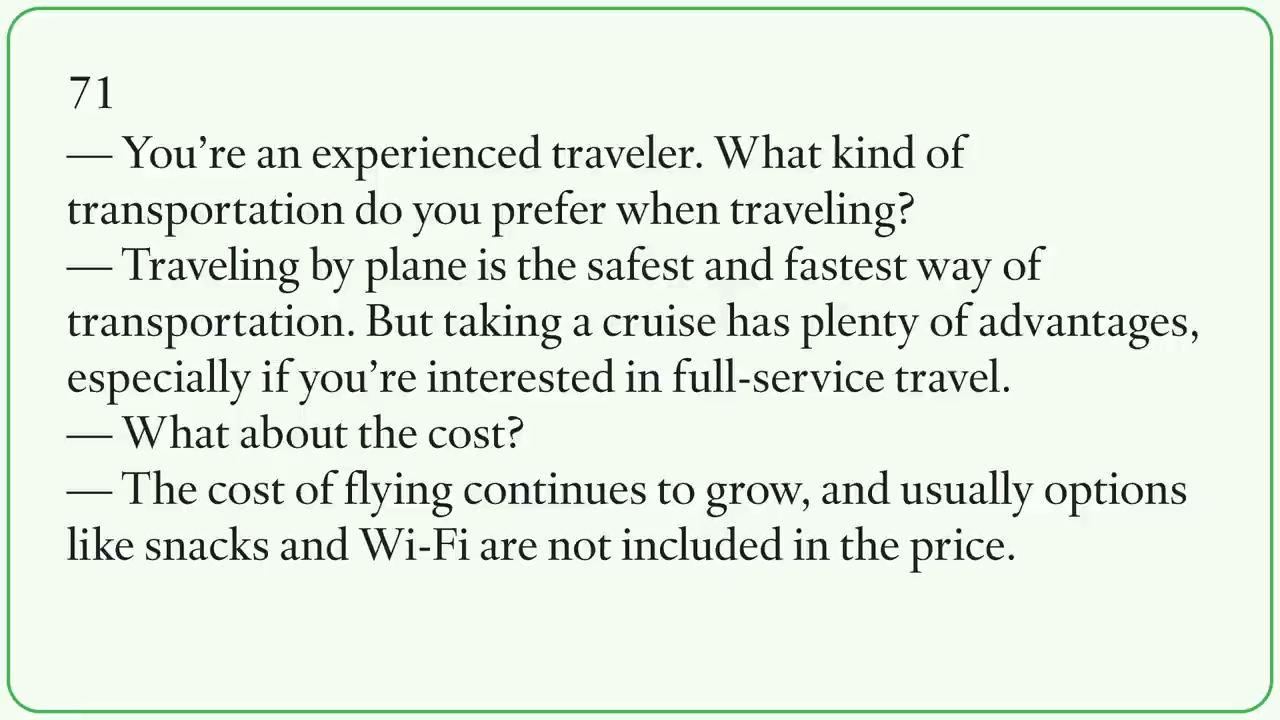 71
— You’re an experienced traveler. What kind of
transportation do you prefer when traveling?
— Traveling by plane is the safest and fastest way of
transportation. But taking a cruise has plenty of advantages,
especially if you’re interested in full-service travel.
— What about the cost?
— The cost of flying continues to grow, and usually options
like snacks and Wi-Fi are not included in the price.